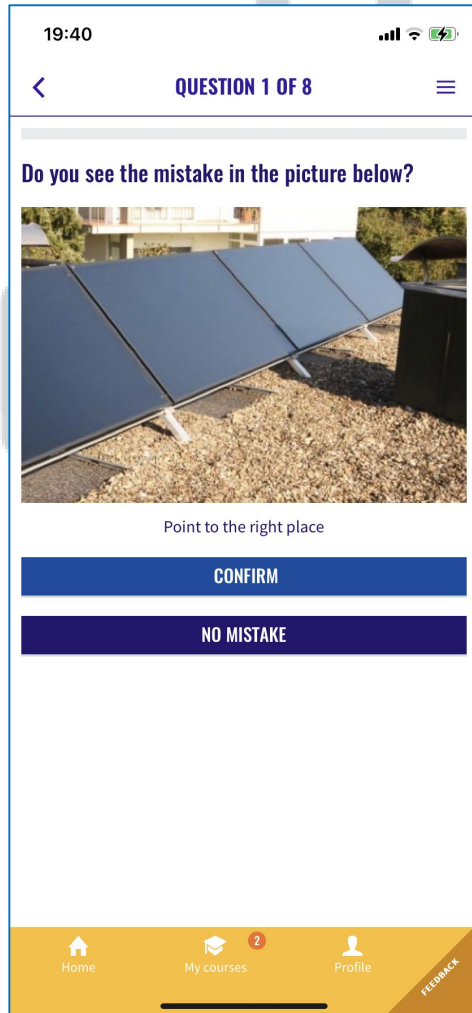 19:40
QUESTION 1 OF 8
Do you see the mistake in the picture below?
Point to the right place
CONFIRM
NO MISTAKE
2
Home
My courses
Profile
FEEDBACK